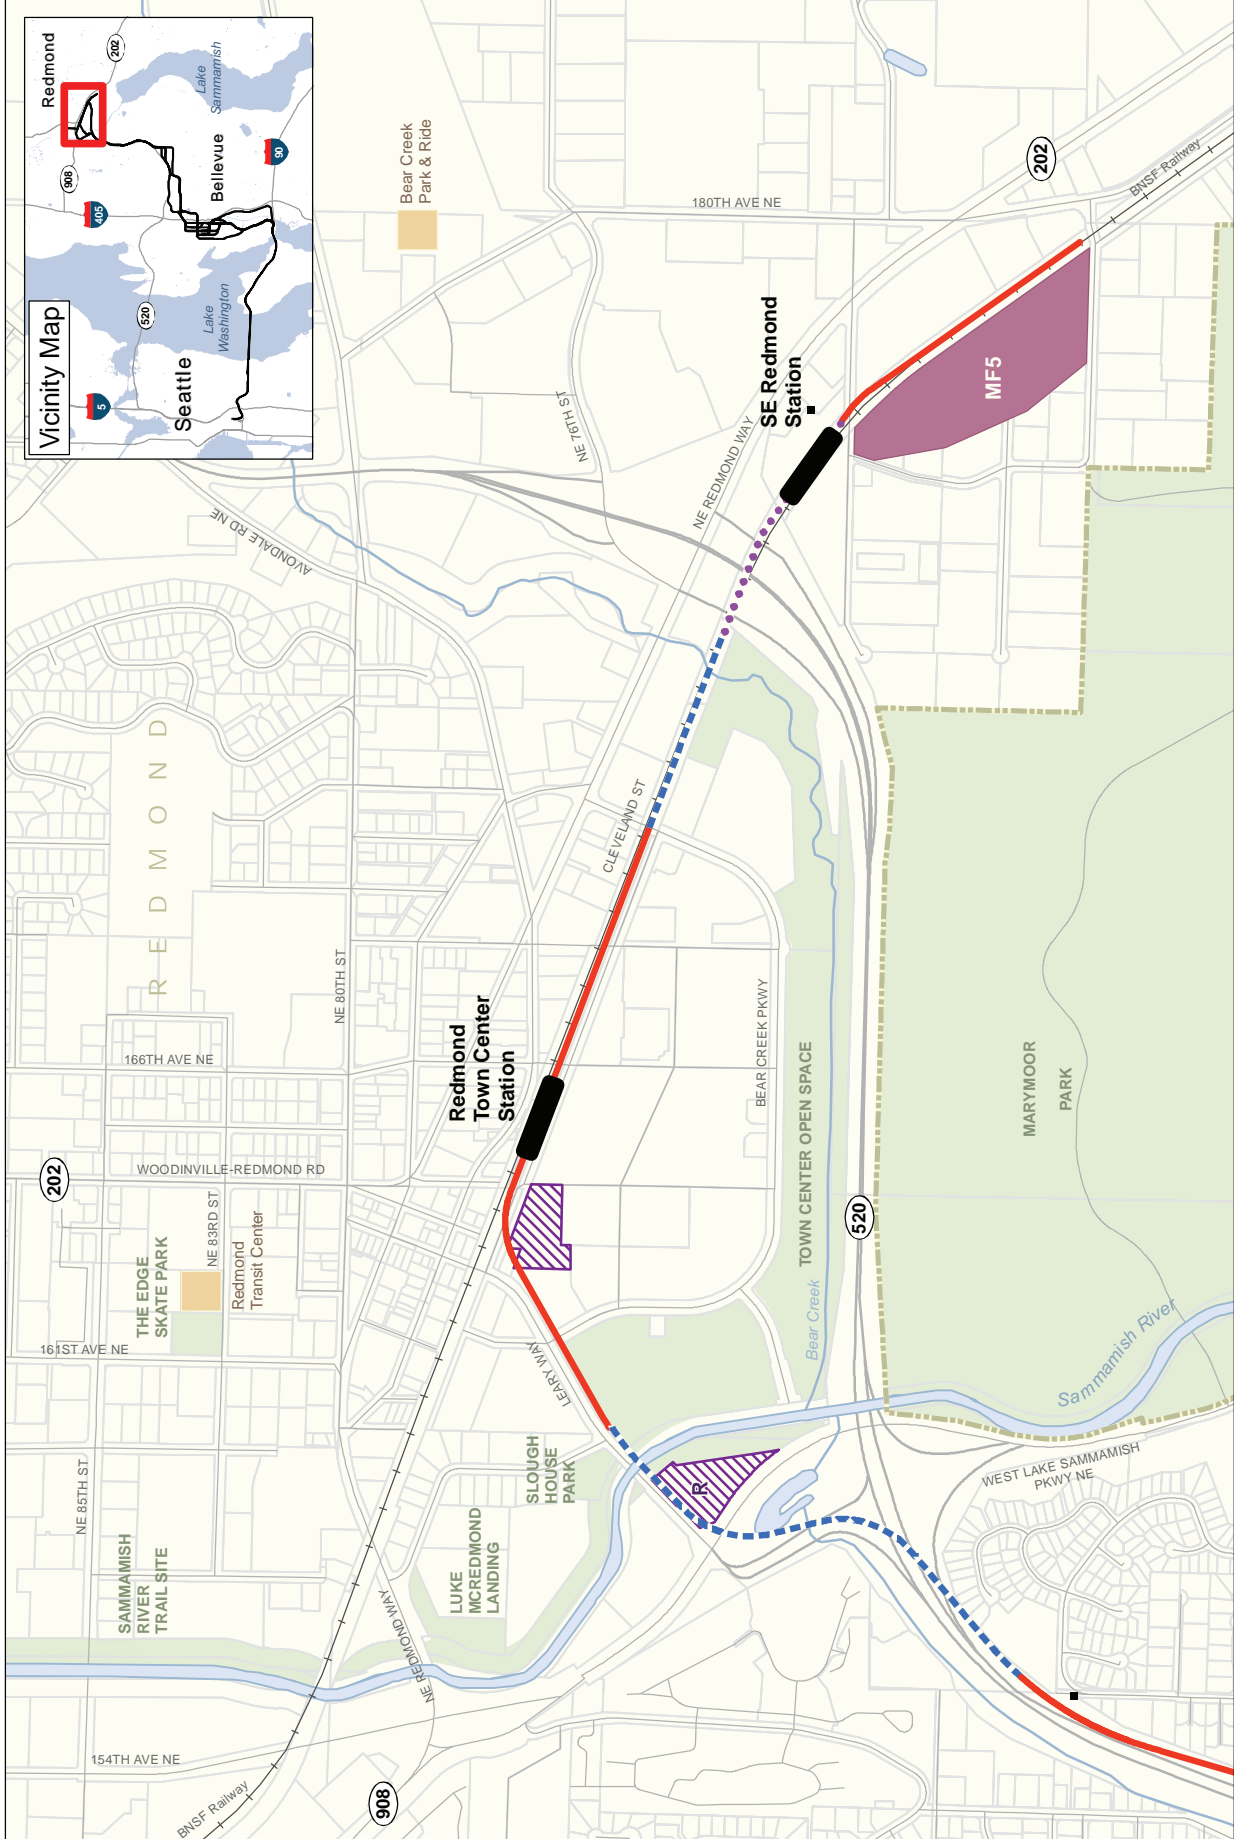 Vicinity Map
Redmond
202
908
405
90
Lake
Sammamish
Bellevue
520
Lake
Washington
Seattle
5
Bear Creek
Park & Ride
180TH AVE NE
202
BNSF Railway
NE 76TH ST
NE REDMOND WAY
SE Redmond
Station
MF5
AVONDALE RD NE
REDMOND
CLEVELAND ST
NE 80TH ST
166TH AVE NE
Redmond
Town Center
Station
BEAR CREEK PKWY
TOWN CENTER OPEN SPACE
MARYMOOR
PARK
202
WOODINVILLE-REDMOND RD
NE 83RD ST
Redmond
Transit Center
THE EDGE
SKATE PARK
161ST AVE NE
520
Bear Creek
Sammamish River
LEARY WAY
SLOUGH
HOUSE
PARK
R
WEST LAKE SAMMAMISH
PKWY NE
NE 85TH ST
LUKE
MCREDMOND
LANDING
SAMMAMISH
RIVER
TRAIL SITE
NE REDMOND WAY
154TH AVE NE
BNSF Railway
908